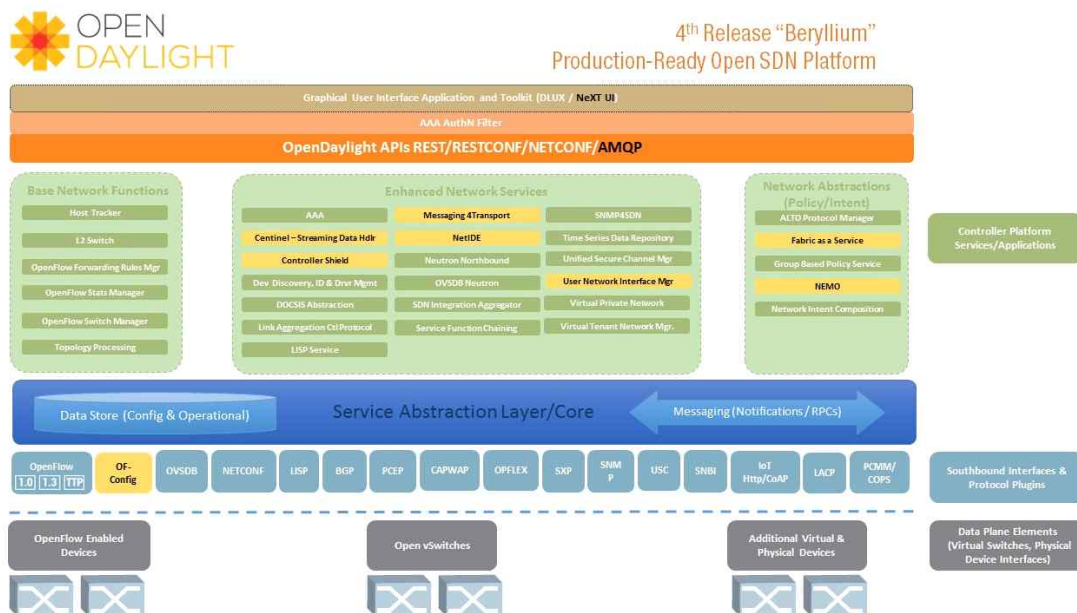 OPEN
DAYLIGHT
4th Release “Beryllium”
Production-Ready Open SDN Platform
Graphical User Interface Application and Toolkit (DLUX / NeXT UI)
AAA AuthN Filter
OpenDaylight APIs REST/RESTCONF/NETCONF/AMQP
Base Network Functions
Host Tracker
L2 Switch
OpenFlow Forwarding Rules Mgr
OpenFlow Stats Manager
OpenFlow Switch Manager
Topology Processing
Enhanced Network Services
AAA
Centinel – Streaming Data Hdlr
Controller Shield
Dev Discovery, ID & Drvr Mgmt
DOCSIS Abstraction
Link Aggregation Ctl Protocol
LISP Service
Messaging 4Transport
NetIDE
Neutron Northbound
OVSDB Neutron
SDN Integration Aggregator
Service Function Chaining
SNMP4SDN
Time Series Data Repository
Unified Secure Channel Mgr
User Network Interface Mgr
Virtual Private Network
Virtual Tenant Network Mgr.
Network Abstractions
(Policy/Intent)
ALTO Protocol Manager
Fabric as a Service
Group Based Policy Service
NEMO
Network Intent Composition
Controller Platform
Services/Applications
Data Store (Config & Operational)
Service Abstraction Layer/Core
Messaging (Notifications / RPCs)
OpenFlow
1.0 1.3 TTP
OF-
Config
OVSDB
NETCONF
LISP
BGP
PCEP
CAPWAP
OPFLEX
SXP
SNM
P
USC
SNBI
IoT
Http/CoAP
LACP
PCMM/
COPS
Southbound Interfaces &
Protocol Plugins
OpenFlow Enabled
Devices
Open vSwitches
Additional Virtual &
Physical Devices
Data Plane Elements
(Virtual Switches, Physical
Device Interfaces)